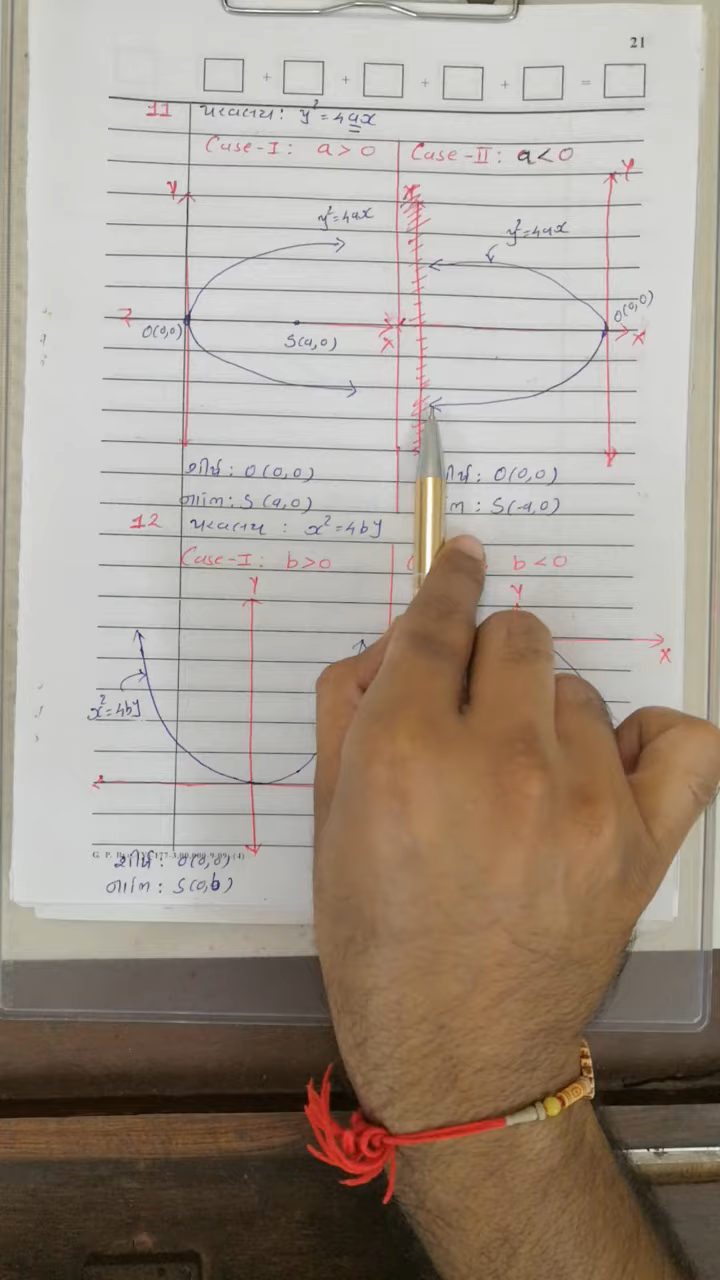 21
+ + + + =
11 પરવલય: y² = 4ax
Case-I: a > 0
Case-II: a < 0
Y
y² = 4ax
O(0,0)
S(a,0)
X
Y
y² = 4ax
O(0,0)
X
શીર્ષ: O(0,0)
નાભિ: S(a,0)
O(0,0)
S(-a,0)
12 પરવલય: x² = 4by
Case-I: b > 0
b < 0
Y
x² = 4by
Y
X
શીર્ષ: O(0,0)
નાભિ: S(0,b)